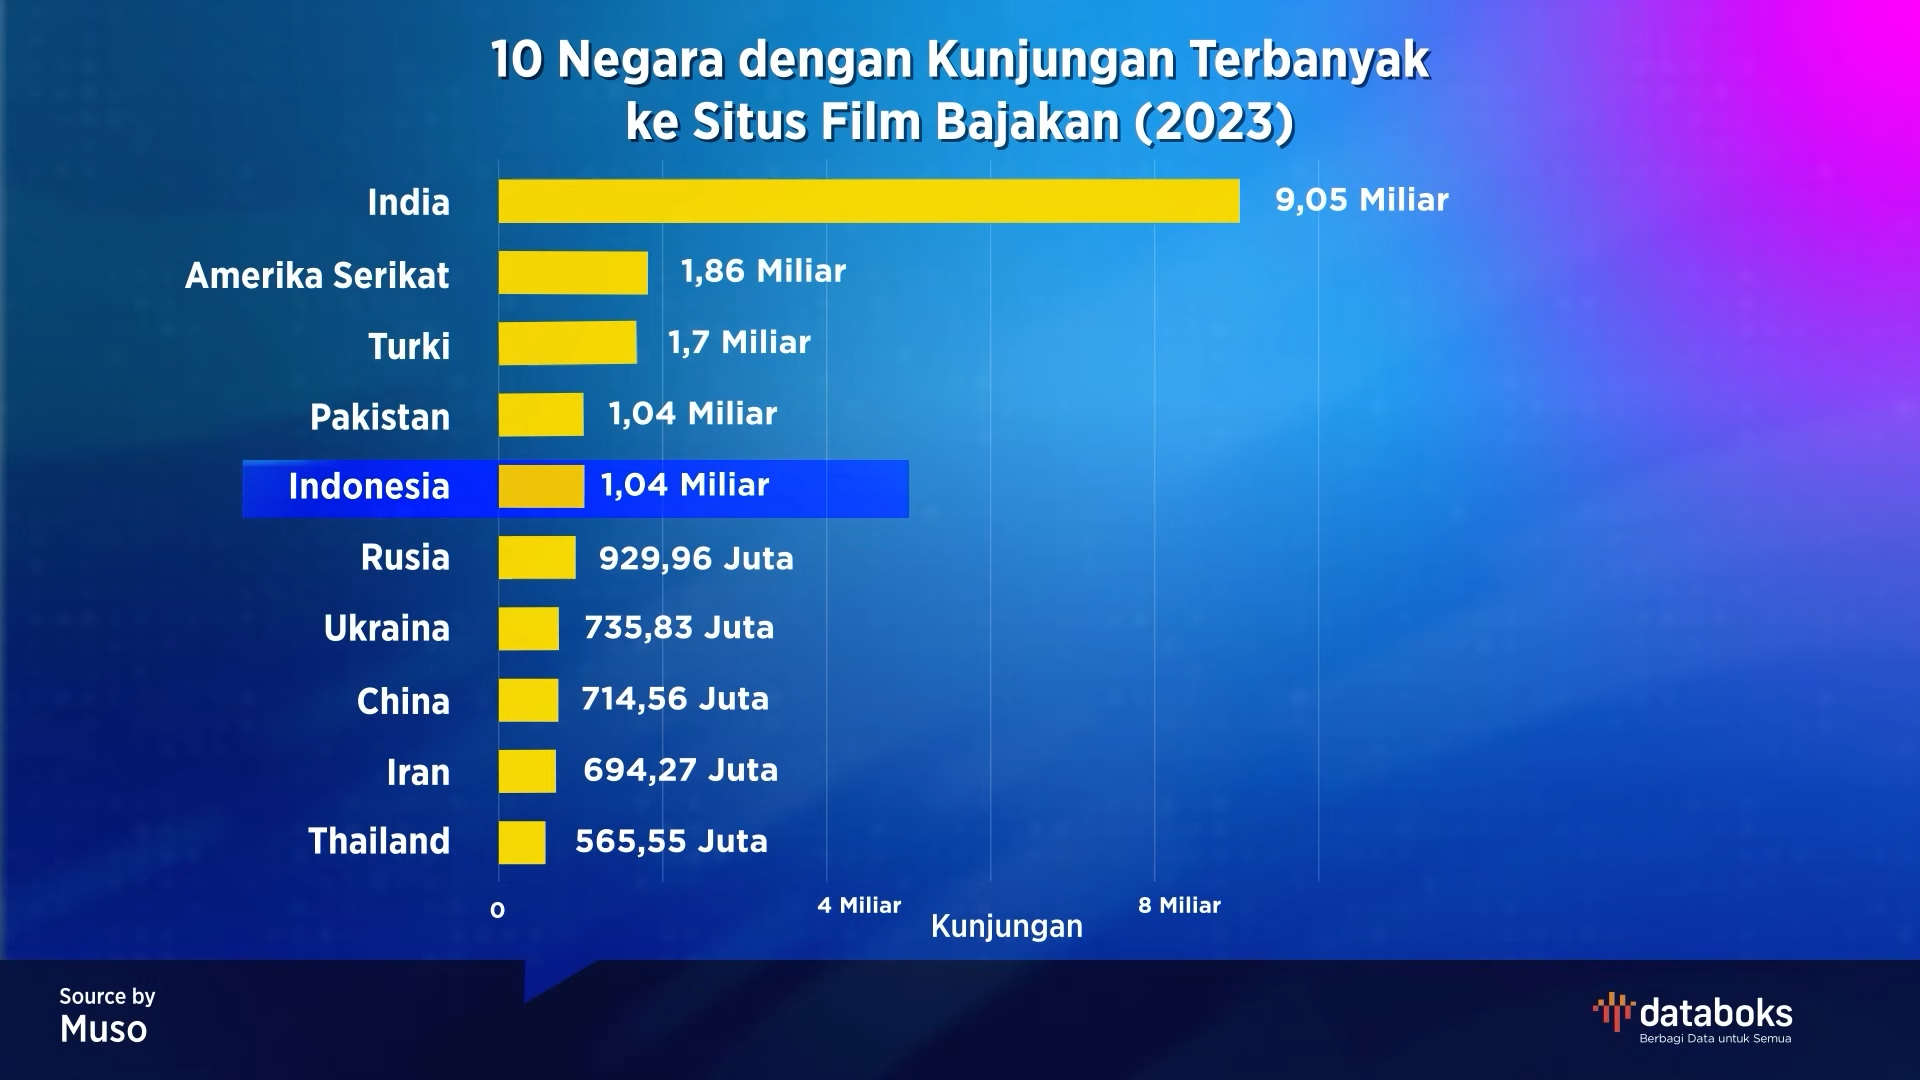 10 Negara dengan Kunjungan Terbanyak
ke Situs Film Bajakan (2023)
India 9,05 Miliar
Amerika Serikat 1,86 Miliar
Turki 1,7 Miliar
Pakistan 1,04 Miliar
Indonesia 1,04 Miliar
Rusia 929,96 Juta
Ukraina 735,83 Juta
China 714,56 Juta
Iran 694,27 Juta
Thailand 565,55 Juta
0 4 Miliar 8 Miliar
Kunjungan
Source by
Muso
databoks
Berbagi Data untuk Semua